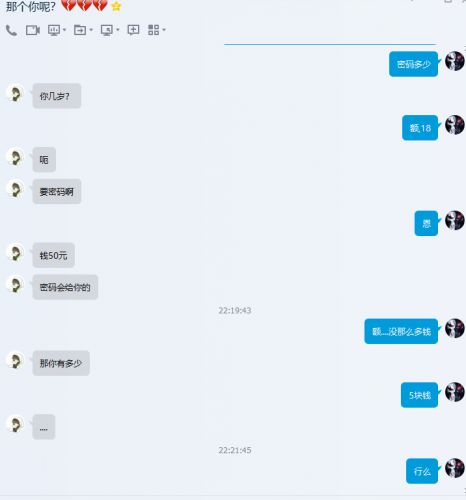 那个你呢?
密码多少
你几岁?
额,18
呃
要密码啊
恩
钱50元
密码会给你的
22:19:43
额....没那么多钱
那你有多少
5块钱
....
22:21:45
行么